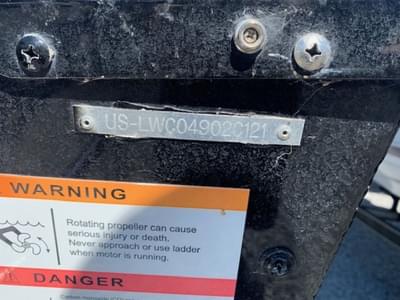 US-LWC04902C121
WARNING
Rotating propeller can cause
serious injury or death.
Never approach or use ladder
when motor is running.
DANGER